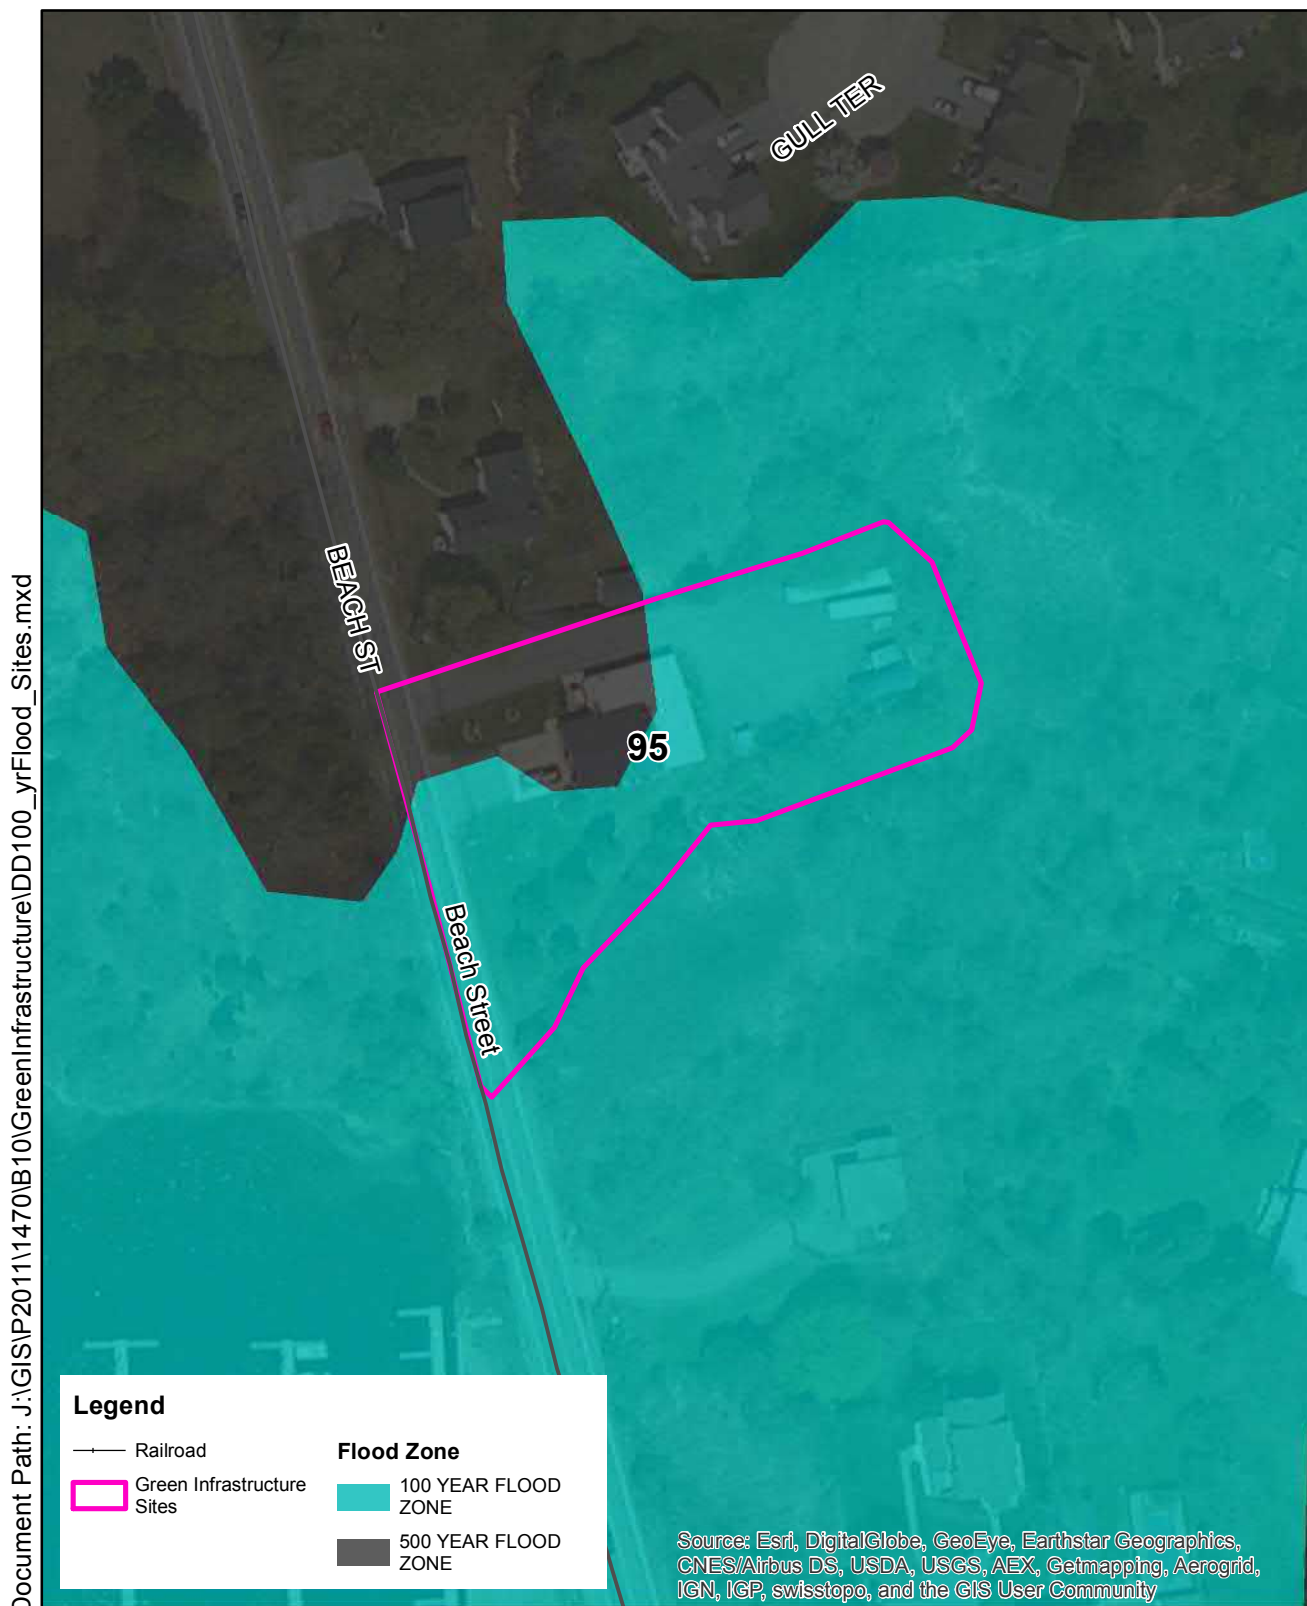 GULL TER
BEACH ST
95
Beach Street
Document Path: J:\GIS\P2011\1470\B10\GreenInfrastructure\DD100_yrFlood_Sites.mxd
Legend
Railroad
Green Infrastructure
Sites
Flood Zone
100 YEAR FLOOD
ZONE
500 YEAR FLOOD
ZONE
Source: Esri, DigitalGlobe, GeoEye, Earthstar Geographics,
CNES/Airbus DS, USDA, USGS, AEX, Getmapping, Aerogrid,
IGN, IGP, swisstopo, and the GIS User Community